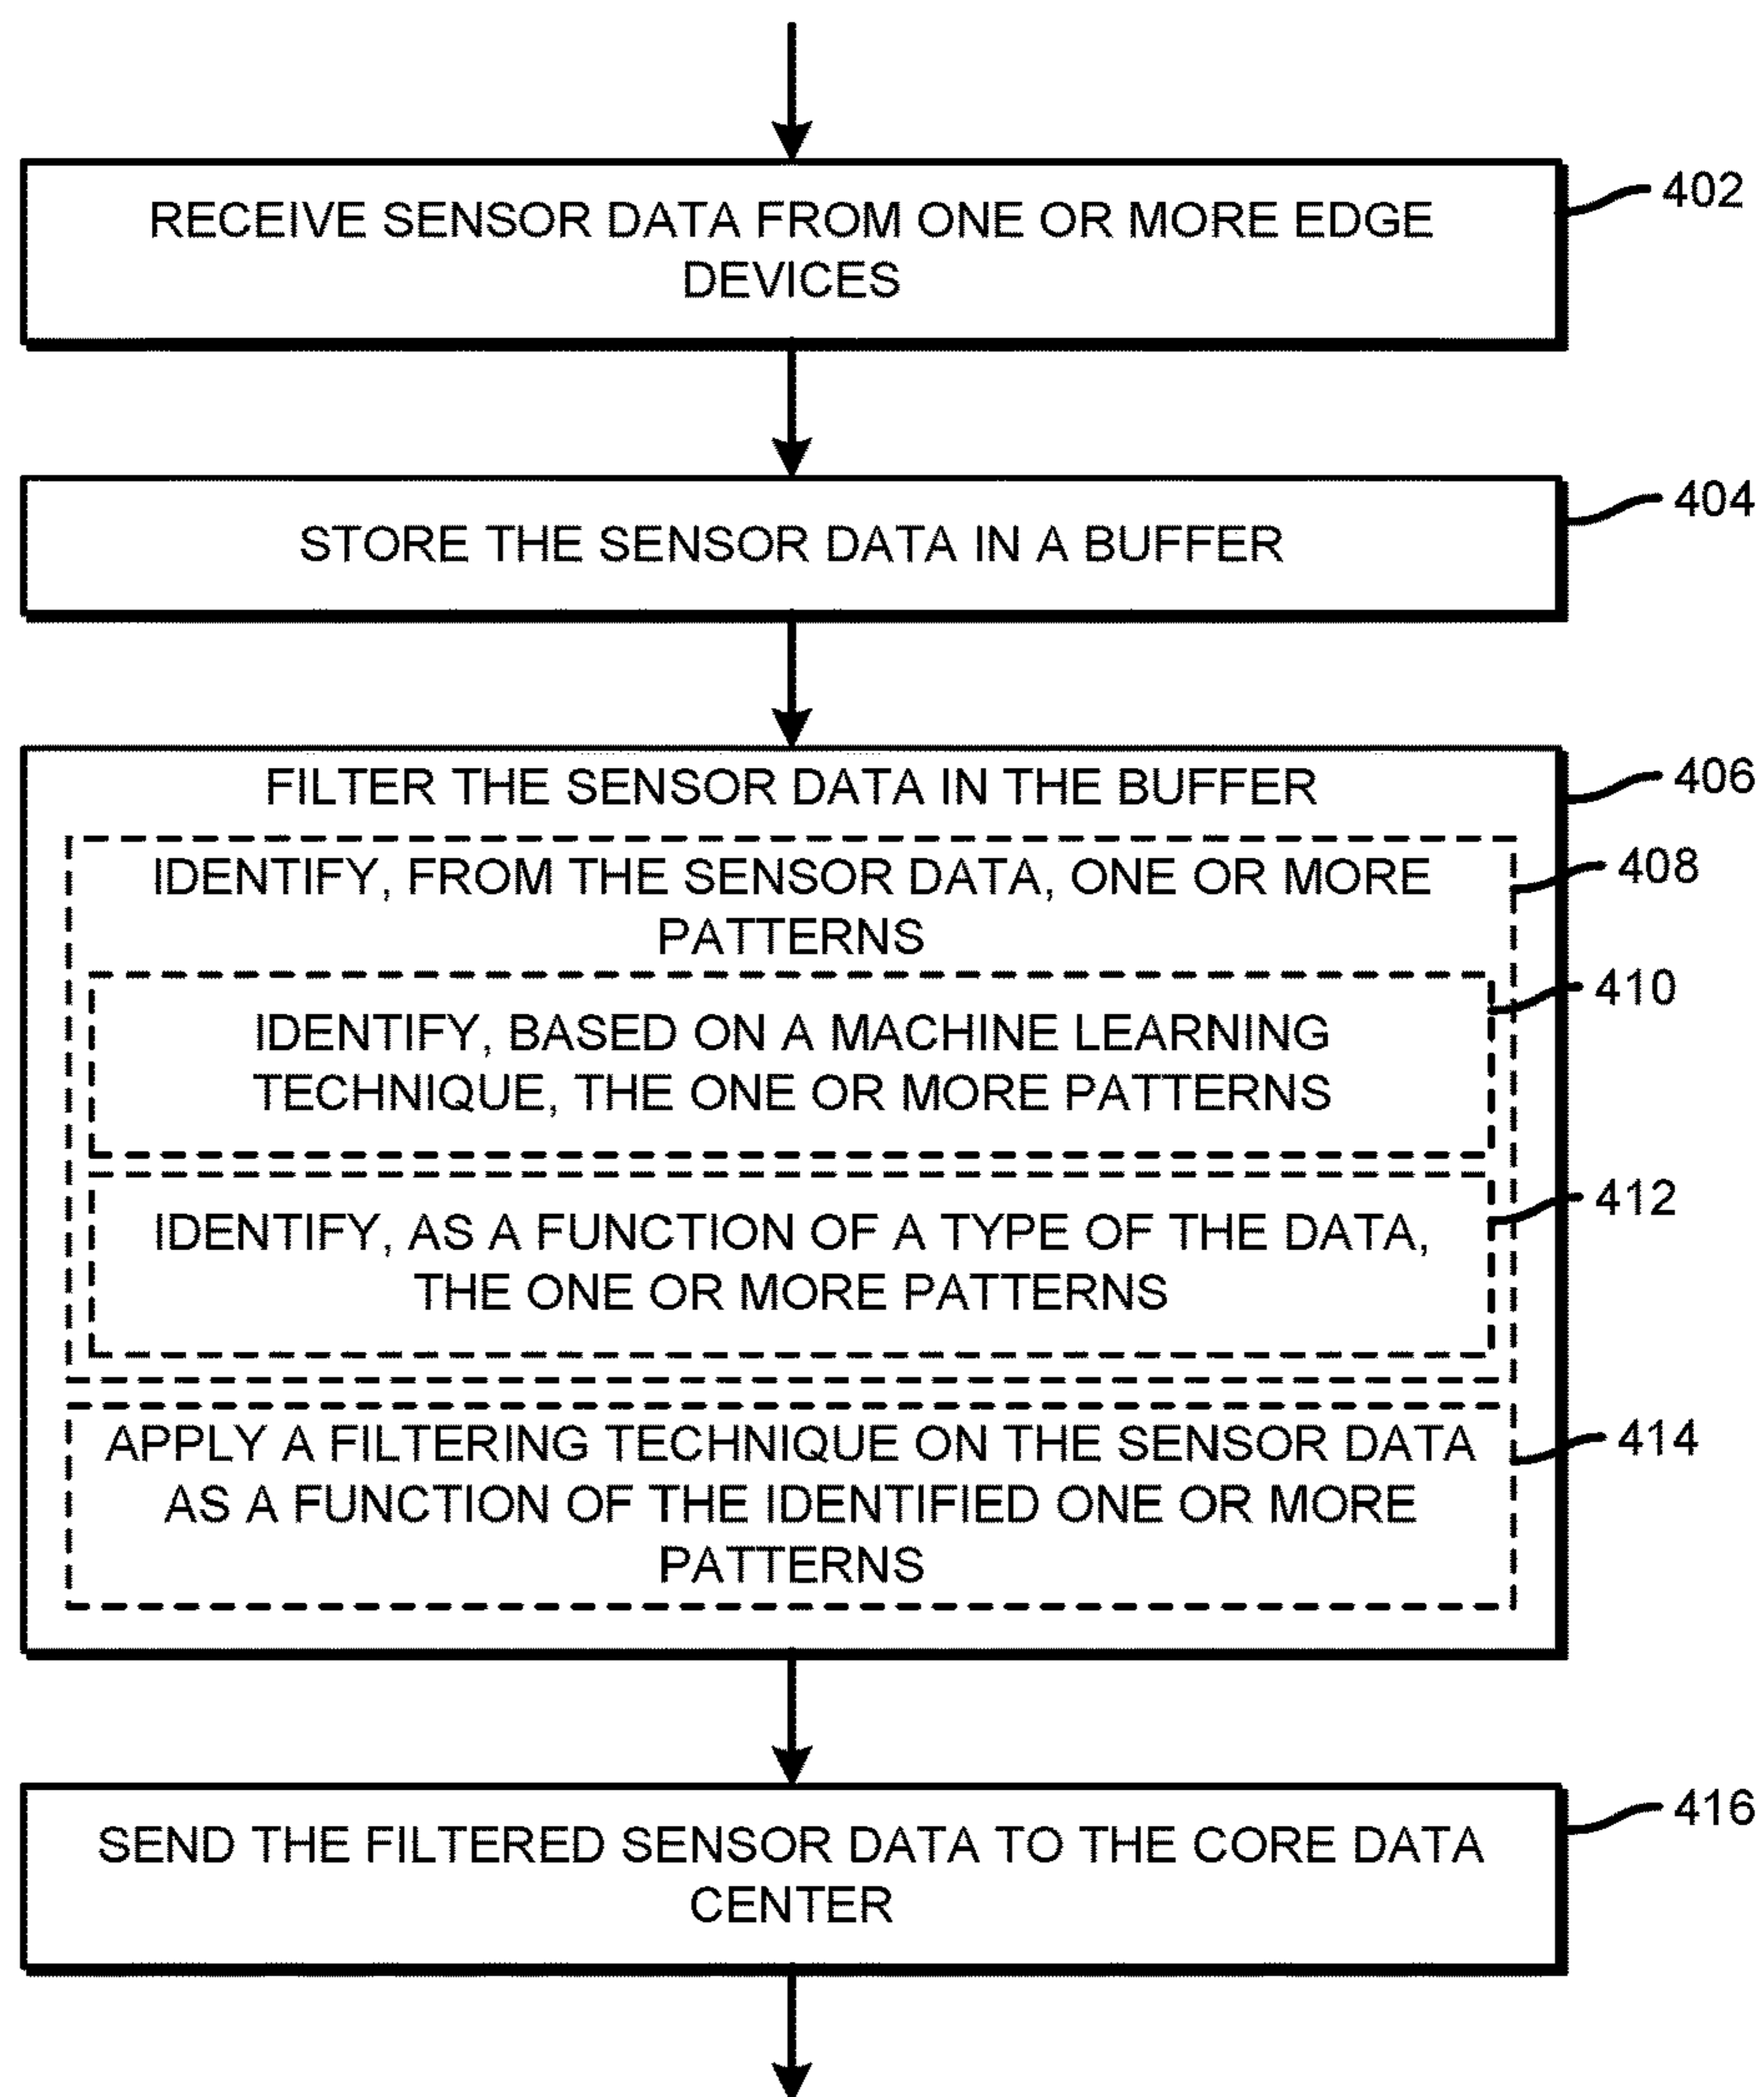 RECEIVE SENSOR DATA FROM ONE OR MORE EDGE
DEVICES
402
STORE THE SENSOR DATA IN A BUFFER
404
FILTER THE SENSOR DATA IN THE BUFFER
406
IDENTIFY, FROM THE SENSOR DATA, ONE OR MORE
PATTERNS
408
IDENTIFY, BASED ON A MACHINE LEARNING
TECHNIQUE, THE ONE OR MORE PATTERNS
410
IDENTIFY, AS A FUNCTION OF A TYPE OF THE DATA,
THE ONE OR MORE PATTERNS
412
APPLY A FILTERING TECHNIQUE ON THE SENSOR DATA
AS A FUNCTION OF THE IDENTIFIED ONE OR MORE
PATTERNS
414
SEND THE FILTERED SENSOR DATA TO THE CORE DATA
CENTER
416